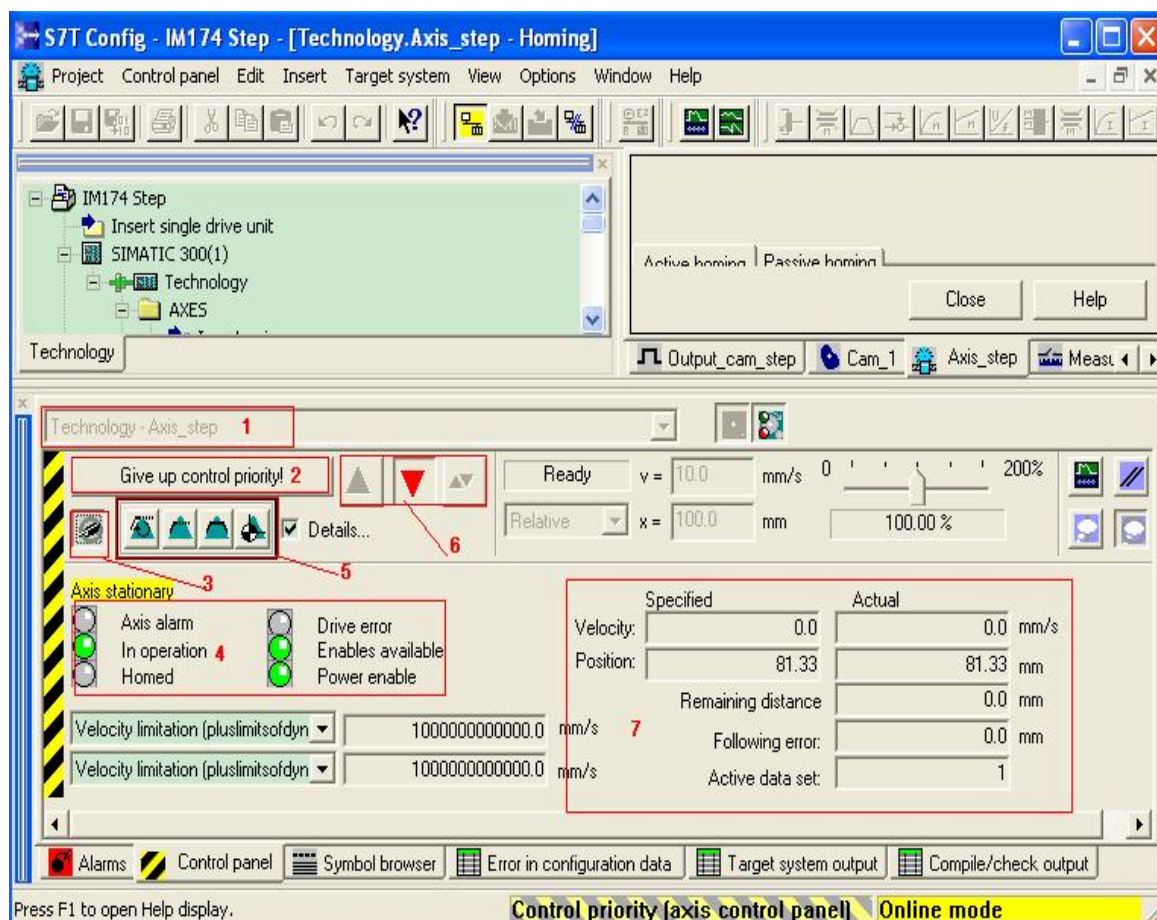 S7T Config - IM174 Step - [Technology.Axis_step - Homing]
Project Control panel Edit Insert Target system View Options Window Help
IM174 Step
Insert single drive unit
SIMATIC 300(1)
Technology
AXES
Technology
Active homing Passive homing
Close Help
Output_cam_step Cam_1 Axis_step Meası
Technology - Axis_step 1
Give up control priority! 2
Ready v = 10.0 mm/s 0 200%
Relative x = 100.0 mm 100.00 %
Details...
6
3 5
Axis stationary
Axis alarm Drive error
In operation 4 Enables available
Homed Power enable
Specified Actual
Velocity: 0.0 0.0 mm/s
Position: 81.33 81.33 mm
Remaining distance 0.0 mm
Following error: 0.0 mm
Active data set: 1
7
Velocity limitation (pluslimitsofdyn 1000000000000.0 mm/s
Velocity limitation (pluslimitsofdyn 1000000000000.0 mm/s
Alarms Control panel Symbol browser Error in configuration data Target system output Compile/check output
Press F1 to open Help display. Control priority (axis control panel) Online mode